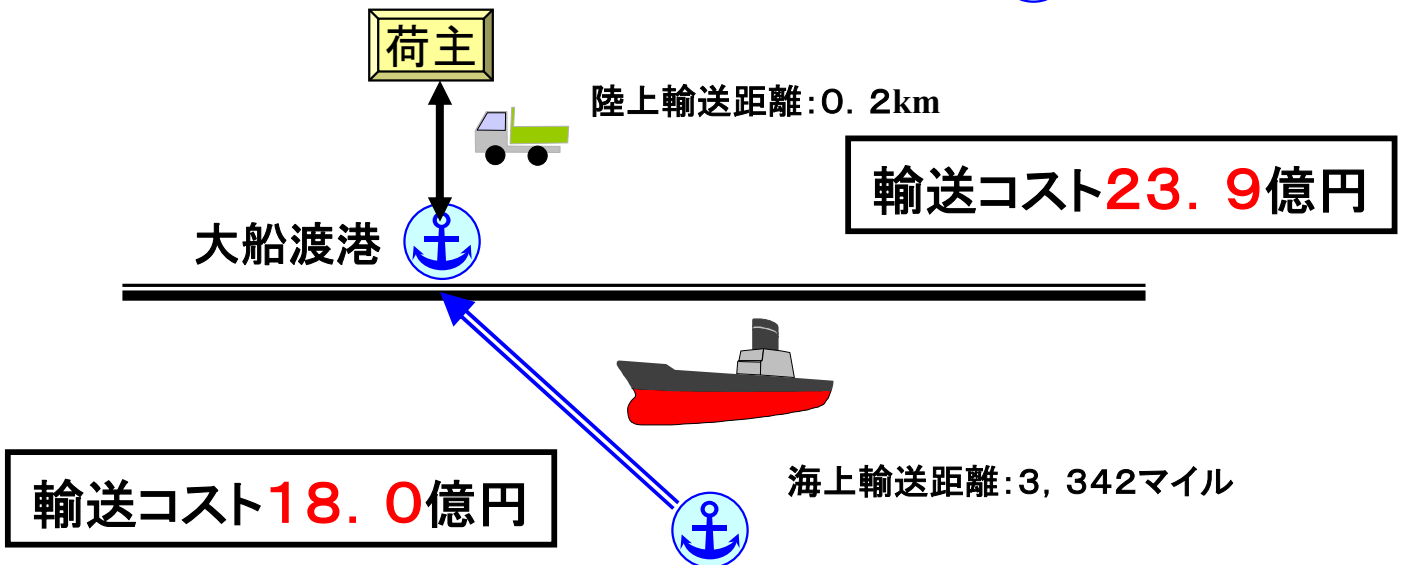 荷主
陸上輸送距離:0．2km
輸送コスト23．9億円
大船渡港
海上輸送距離:3，342マイル
輸送コスト18．0億円